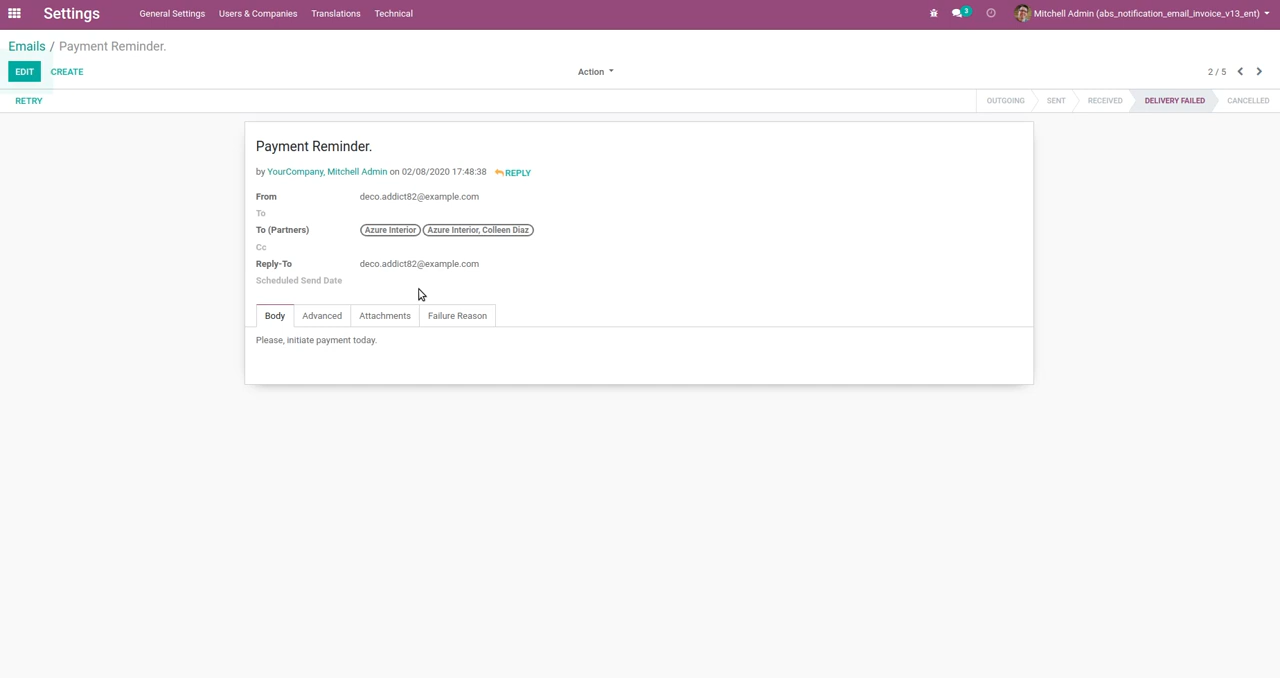 Settings General Settings Users & Companies Translations Technical 3 Mitchell Admin (abs_notification_email_invoice_v13_ent)
Emails / Payment Reminder.
EDIT CREATE Action 2 / 5
RETRY OUTGOING SENT RECEIVED DELIVERY FAILED CANCELLED
Payment Reminder.
by YourCompany, Mitchell Admin on 02/08/2020 17:48:38 REPLY
From deco.addict82@example.com
To
To (Partners) Azure Interior Azure Interior, Colleen Diaz
Cc
Reply-To deco.addict82@example.com
Scheduled Send Date
Body Advanced Attachments Failure Reason
Please, initiate payment today.